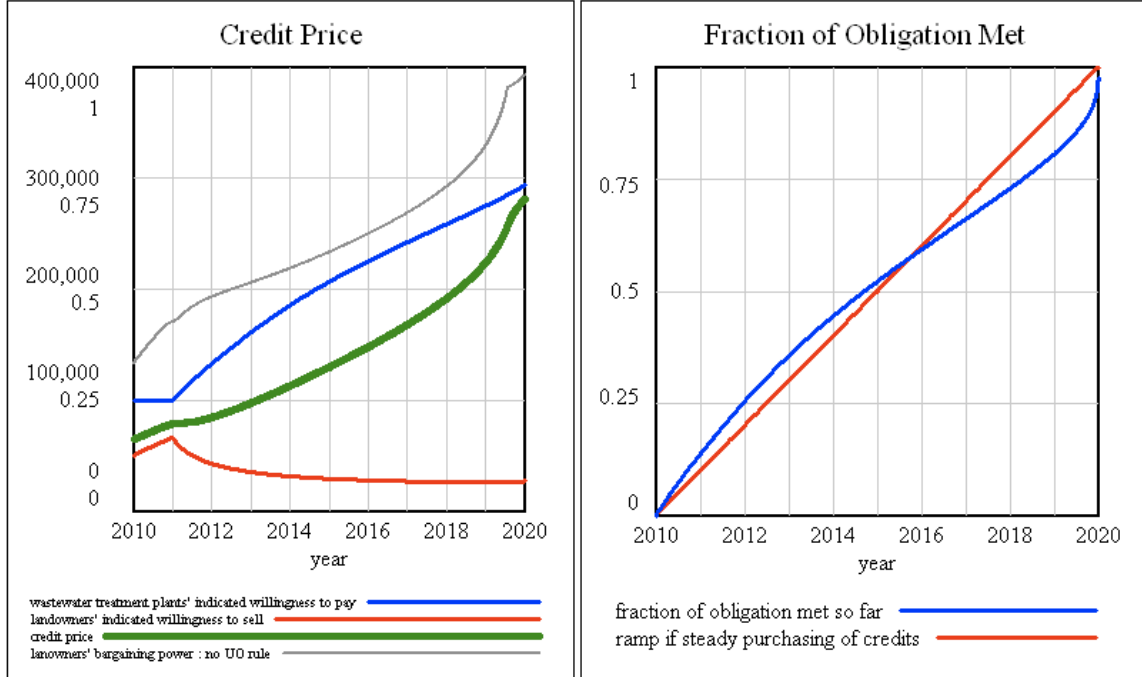 Credit Price
400,000
1
300,000
0.75
200,000
0.5
100,000
0.25
0
0
2010 2012 2014 2016 2018 2020
year
wastewater treatment plants' indicated willingness to pay
landowners' indicated willingness to sell
credit price
lanowners' bargaining power : no UO rule
Fraction of Obligation Met
1
0.75
0.5
0.25
0
2010 2012 2014 2016 2018 2020
year
fraction of obligation met so far
ramp if steady purchasing of credits